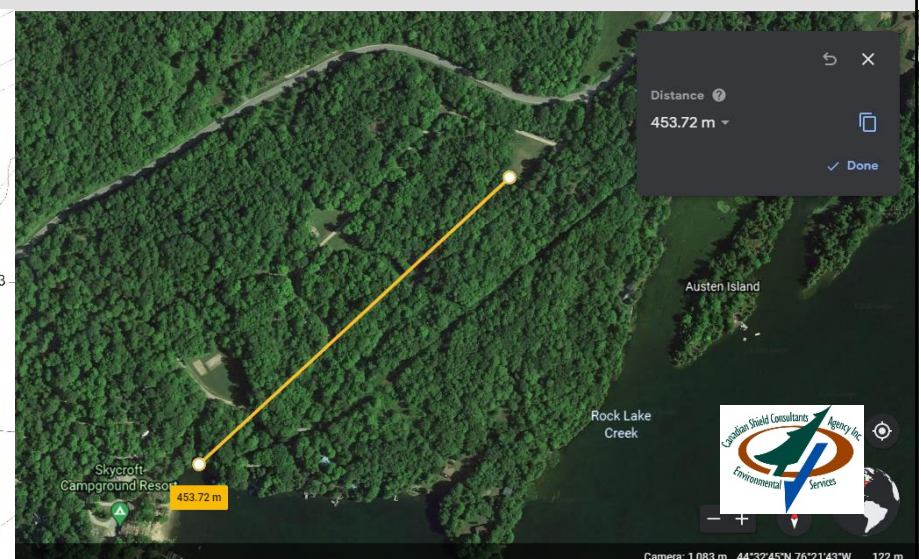 Distance
453.72 m
Done
3
Austen Island
Rock Lake
Creek
Skycroft
Campground Resort
453.72 m
Canadian Shield Consultants Agency Inc.
Environmental Services
Camera: 1,083 m 44°32'45"N 76°21'43"W 122 m